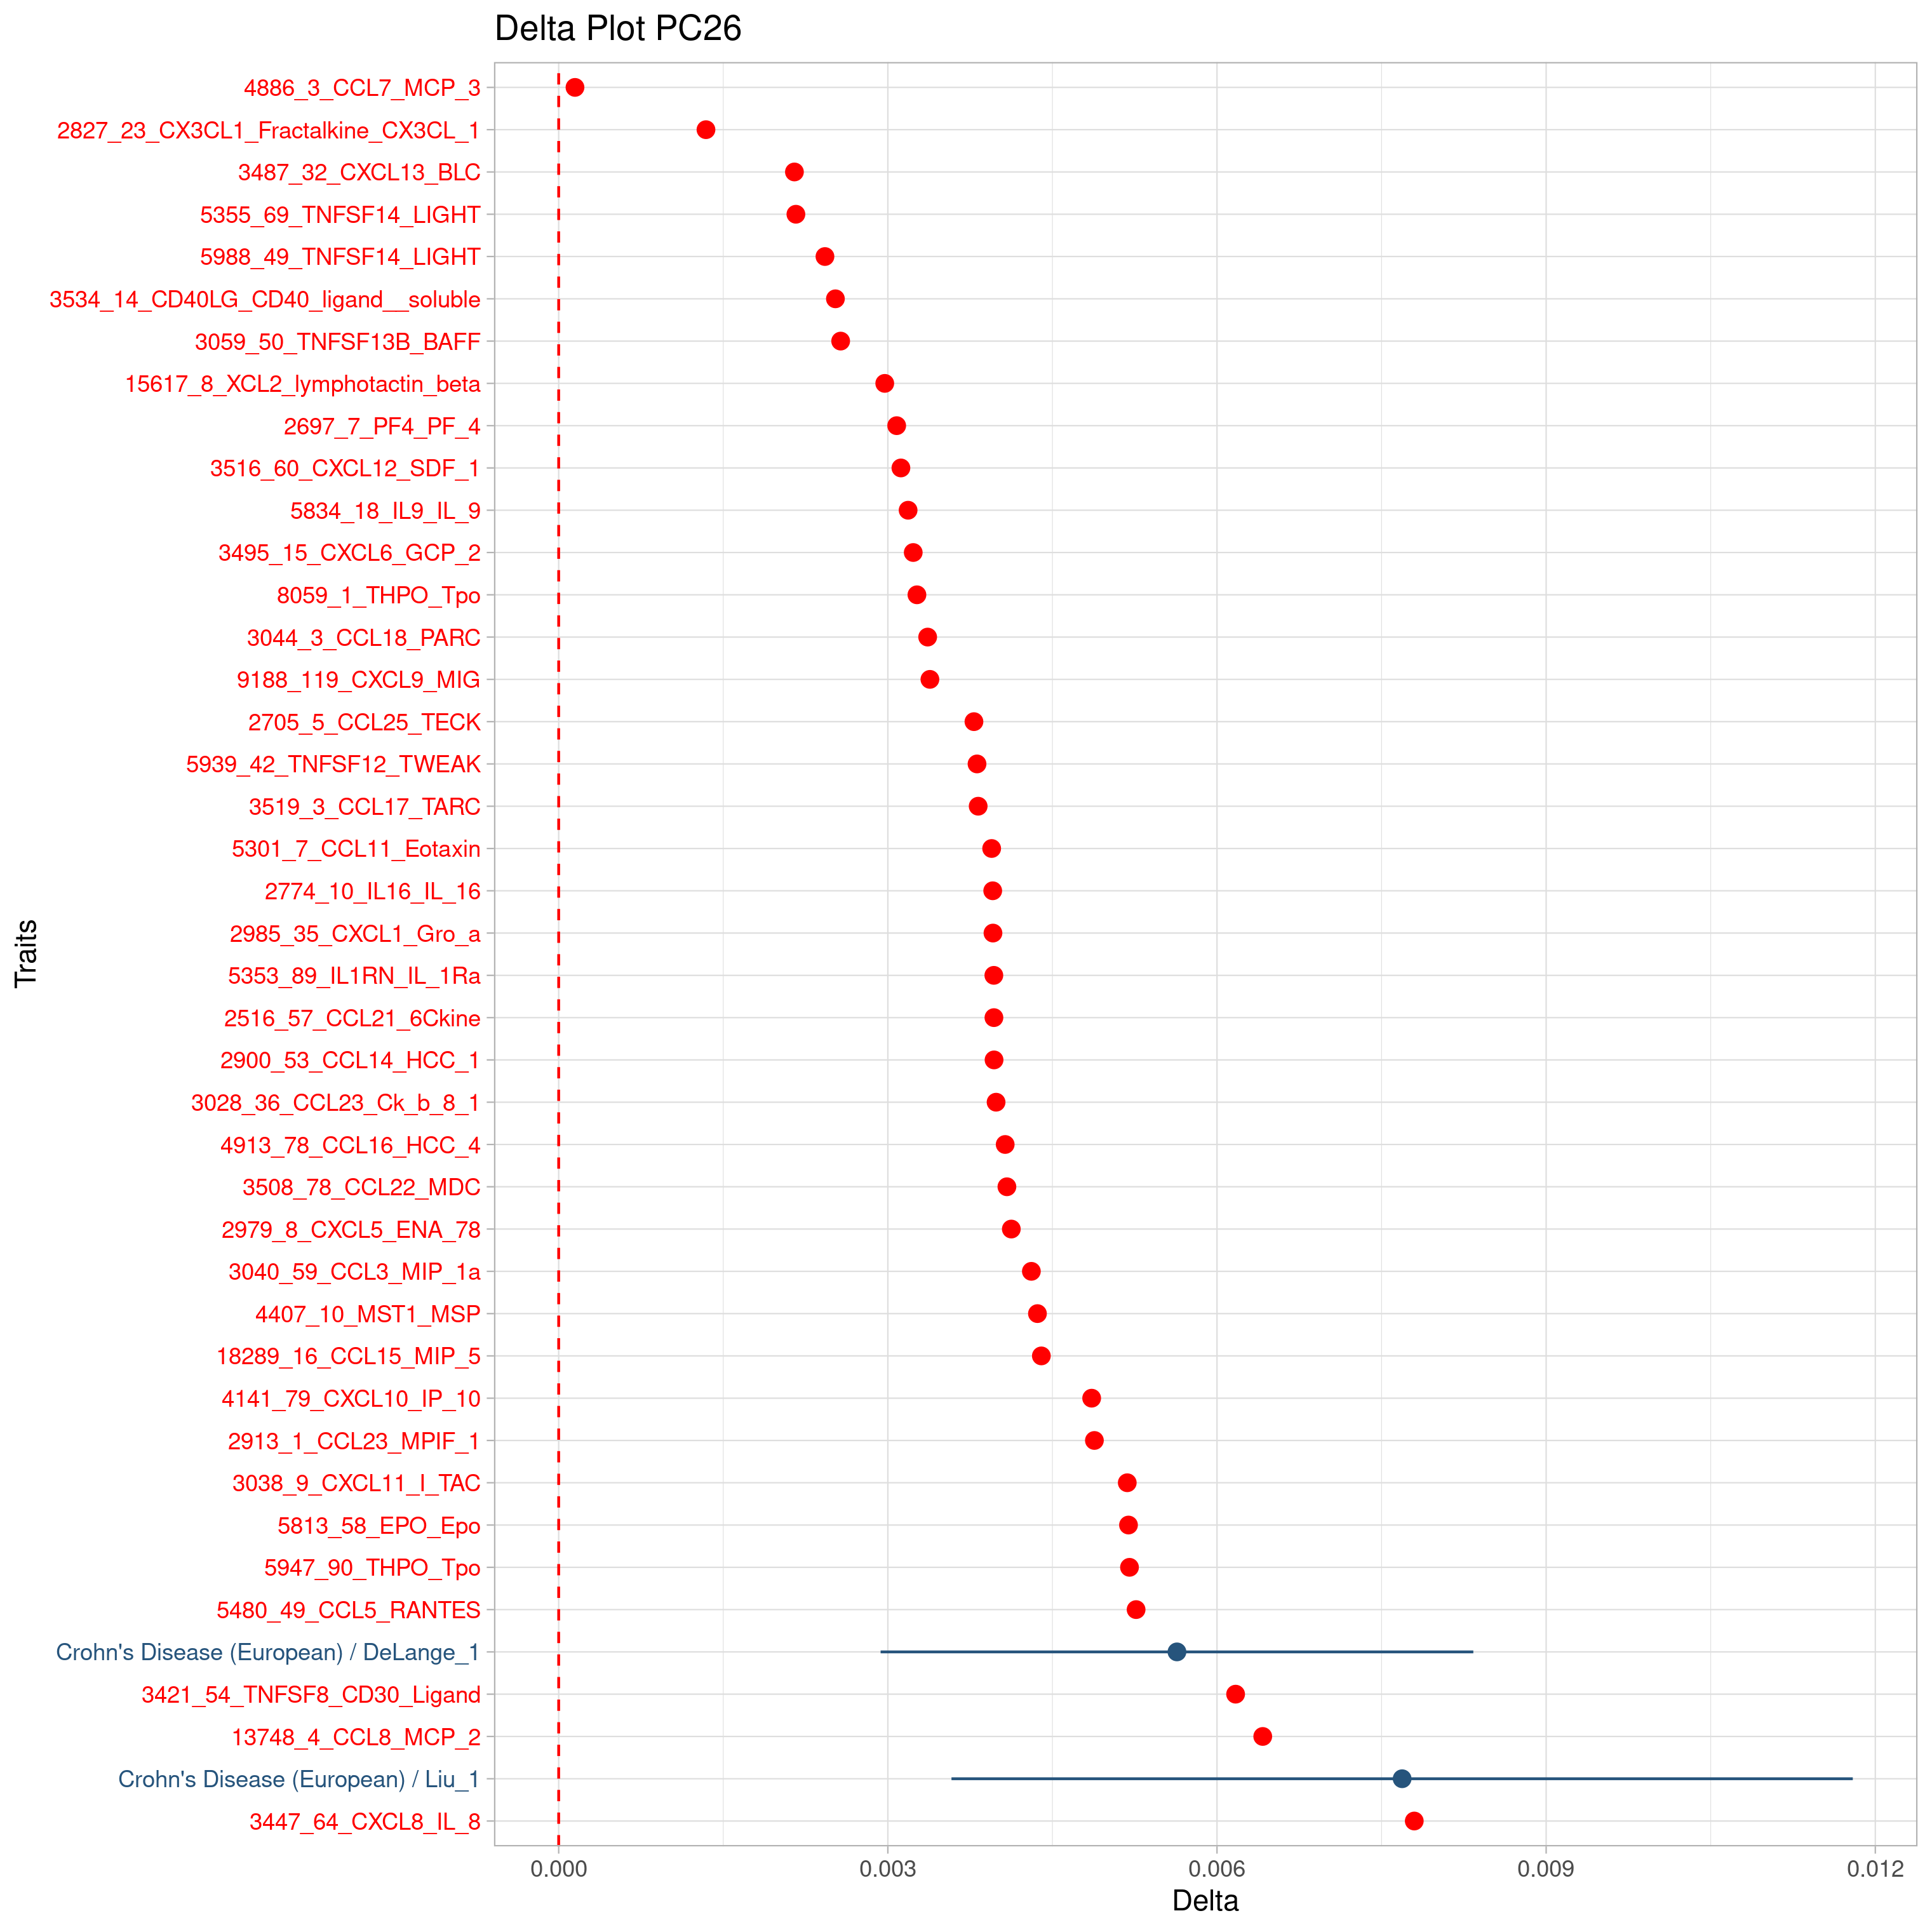 Delta Plot PC26
4886_3_CCL7_MCP_3
2827_23_CX3CL1_Fractalkine_CX3CL_1
3487_32_CXCL13_BLC
5355_69_TNFSF14_LIGHT
5988_49_TNFSF14_LIGHT
3534_14_CD40LG_CD40_ligand__soluble
3059_50_TNFSF13B_BAFF
15617_8_XCL2_lymphotactin_beta
2697_7_PF4_PF_4
3516_60_CXCL12_SDF_1
5834_18_IL9_IL_9
3495_15_CXCL6_GCP_2
8059_1_THPO_Tpo
3044_3_CCL18_PARC
9188_119_CXCL9_MIG
2705_5_CCL25_TECK
5939_42_TNFSF12_TWEAK
3519_3_CCL17_TARC
5301_7_CCL11_Eotaxin
2774_10_IL16_IL_16
2985_35_CXCL1_Gro_a
5353_89_IL1RN_IL_1Ra
2516_57_CCL21_6Ckine
2900_53_CCL14_HCC_1
3028_36_CCL23_Ck_b_8_1
4913_78_CCL16_HCC_4
3508_78_CCL22_MDC
2979_8_CXCL5_ENA_78
3040_59_CCL3_MIP_1a
4407_10_MST1_MSP
18289_16_CCL15_MIP_5
4141_79_CXCL10_IP_10
2913_1_CCL23_MPIF_1
3038_9_CXCL11_I_TAC
5813_58_EPO_Epo
5947_90_THPO_Tpo
5480_49_CCL5_RANTES
Crohn's Disease (European) / DeLange_1
3421_54_TNFSF8_CD30_Ligand
13748_4_CCL8_MCP_2
Crohn's Disease (European) / Liu_1
3447_64_CXCL8_IL_8
Traits
0.000 0.003 0.006 0.009 0.012
Delta